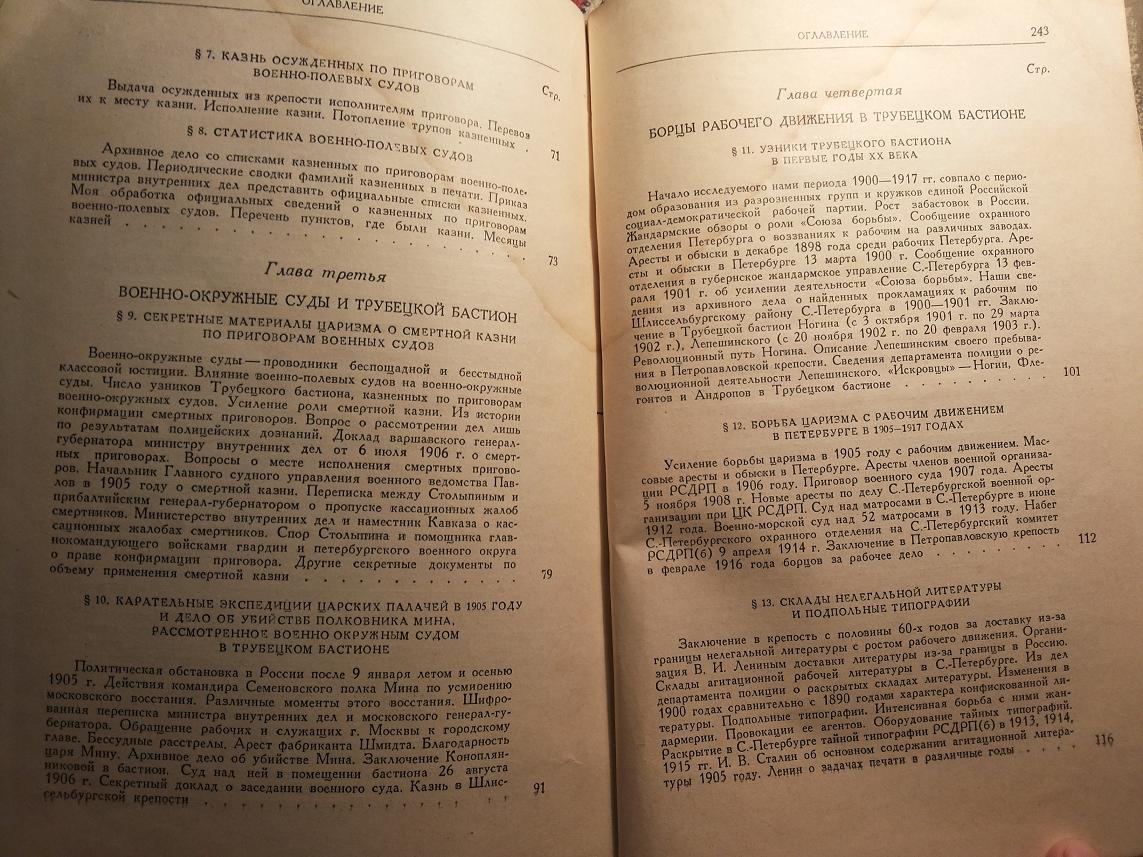 ОГЛАВЛЕНИЕ
§ 7. КАЗНЬ ОСУЖДЕННЫХ ПО ПРИГОВОРАМ
ВОЕННО-ПОЛЕВЫХ СУДОВ
Стр.
Выдача осужденных из крепости исполнителям приговора. Перевоз
их к месту казни. Исполнение казни. Потопление трупов казненных .
71
§ 8. СТАТИСТИКА ВОЕННО-ПОЛЕВЫХ СУДОВ
Архивное дело со списками казненных по приговорам военно-поле-
вых судов. Периодические сводки фамилий казненных в печати. Приказ
министра внутренних дел представить официальные списки казненных.
Моя обработка официальных сведений о казненных по приговорам
военно-полевых судов. Перечень пунктов, где были казни. Месяцы
казней . . . . . . . . . . . . . . . . . .
73
Глава третья
ВОЕННО-ОКРУЖНЫЕ СУДЫ И ТРУБЕЦКОЙ БАСТИОН
§ 9. СЕКРЕТНЫЕ МАТЕРИАЛЫ ЦАРИЗМА О СМЕРТНОЙ КАЗНИ
ПО ПРИГОВОРАМ ВОЕННЫХ СУДОВ
Военно-окружные суды — проводники беспощадной и бесстыдной
классовой юстиции. Влияние военно-полевых судов на военно-окружные
суды. Число узников Трубецкого бастиона, казненных по приговорам
военно-окружных судов. Усиление роли смертной казни. Из истории
конфирмации смертных приговоров. Вопрос о рассмотрении дел лишь
по результатам полицейских дознаний. Доклад варшавского генерал-
губернатора министру внутренних дел от 6 июля 1906 г. о смерт-
ных приговорах. Вопросы о месте исполнения смертных пригово-
ров. Начальник Главного судного управления военного ведомства Пав-
лов в 1905 году о смертной казни. Переписка между Столыпиным и
прибалтийским генерал-губернатором о пропуске кассационных жалоб
смертников. Министерство внутренних дел и наместник Кавказа о кас-
сационных жалобах смертников. Спор Столыпина и помощника глав-
нокомандующего войсками гвардии и петербургского военного округа
о праве конфирмации приговора. Другие секретные документы по
объему применения смертной казни . . . . . . . . . . . .
79
§ 10. КАРАТЕЛЬНЫЕ ЭКСПЕДИЦИИ ЦАРСКИХ ПАЛАЧЕЙ В 1905 ГОДУ
И ДЕЛО ОБ УБИЙСТВБ ПОЛКОВНИКА МИНА,
РАССМОТРЕННОЕ ВОЕННО ОКРУЖНЫМ СУДОМ
В ТРУБЕЦКОМ БАСТИОНЕ
Политическая обстановка в России после 9 января летом и осенью
1905 г. Действия командира Семеновского полка Мина по усмирению
московского восстания. Различные моменты этого восстания. Шифро-
ванная переписка министра внутренних дел и московского генерал-гу-
бернатора. Обращение рабочих и служащих г. Москвы к городскому
главе. Бессудные расстрелы. Арест фабриканта Шмидта. Благодарность
царя Мину. Архивное дело об убийстве Мина. Заключение Коноплян-
никовой в бастион. Суд над ней в помещении бастиона 26 августа
1906 г. Секретный доклад о заседании военного суда. Казнь в Шлис-
сельбургской крепости . . . . . . . . . . . . . . . .
91
ОГЛАВЛЕНИЕ
243
Стр.
Глава четвертая
БОРЦЫ РАБОЧЕГО ДВИЖЕНИЯ В ТРУБЕЦКОМ БАСТИОНЕ
§ 11. УЗНИКИ ТРУБЕЦКОГО БАСТИОНА
В ПЕРВЫЕ ГОДЫ XX ВЕКА
Начало исследуемого нами периода 1900—1917 гг. совпало с перио-
дом образования из разрозненных групп и кружков единой Российской
социал-демократической рабочей партии. Рост забастовок в России.
Жандармские обзоры о роли «Союза борьбы». Сообщение охранного
отделения Петербурга о воззваниях к рабочим на различных заводах.
Аресты и обыски в декабре 1898 года среди рабочих Петербурга. Аре-
сты и обыски в Петербурге 13 марта 1900 г. Сообщение охранного
отделения в губернское жандармское управление С.-Петербурга 13 фев-
раля 1901 г. об усилении деятельности «Союза борьбы». Наши све-
дения из архивного дела о найденных прокламациях к рабочим по
Шлиссельбургскому району С.-Петербурга в 1900—1901 гг. Заклю-
чение в Трубецкой бастион Ногина (с 3 октября 1901 г. по 29 марта
1902 г.), Лепешинского (с 20 ноября 1902 г. по 20 февраля 1903 г.).
Революционный путь Ногина. Описание Лепешинским своего пребыва-
ния в Петропавловской крепости. Сведения департамента полиции о ре-
волюционной деятельности Лепешинского. «Искровцы» — Ногин, Фле-
гонтов и Андропов в Трубецком бастионе . . . . . . . . .
101
§ 12. БОРЬБА ЦАРИЗМА С РАБОЧИМ ДВИЖЕНИЕМ
В ПЕТЕРБУРГЕ В 1905–1917 ГОДАХ
Усиление борьбы царизма в 1905 году с рабочим движением. Мас-
совые аресты и обыски в Петербурге. Аресты членов военной организа-
ции РСДРП в 1906 году. Приговор военного суда 1907 года. Аресты
5 ноября 1908 г. Новые аресты по делу С.-Петербургской военной ор-
ганизации при ЦК РСДРП. Суд над матросами в С.-Петербурге в июне
1912 года. Военно-морской суд над 52 матросами в 1913 году. Набег
С.-Петербургского охранного отделения на С.-Петербургский комитет
РСДРП(б) 9 апреля 1914 г. Заключение в Петропавловскую крепость
в феврале 1916 года борцов за рабочее дело . . . . . . . .
112
§ 13. СКЛАДЫ НЕЛЕГАЛЬНОЙ ЛИТЕРАТУРЫ
И ПОДПОЛЬНЫЕ ТИПОГРАФИИ
Заключение в крепость с половины 60-х годов за доставку из-за
границы нелегальной литературы с ростом рабочего движения. Органи-
зация В. И. Лениным доставки литературы из-за границы в Россию.
Склады агитационной рабочей литературы в С.-Петербурге. Из дел
департамента полиции о раскрытых складах литературы. Изменения в
1900 годах сравнительно с 1890 годами характера конфискованной ли-
тературы. Подпольные типографии. Интенсивная борьба с ними жан-
дармерии. Провокации ее агентов. Оборудование тайных типографий.
Раскрытие в С.-Петербурге тайной типографии РСДРП(б) в 1913, 1914,
1915 гг. И. В. Сталин об основном содержании агитационной литера-
туры 1905 году. Ленин о задачах печати в различные годы . . . .
116